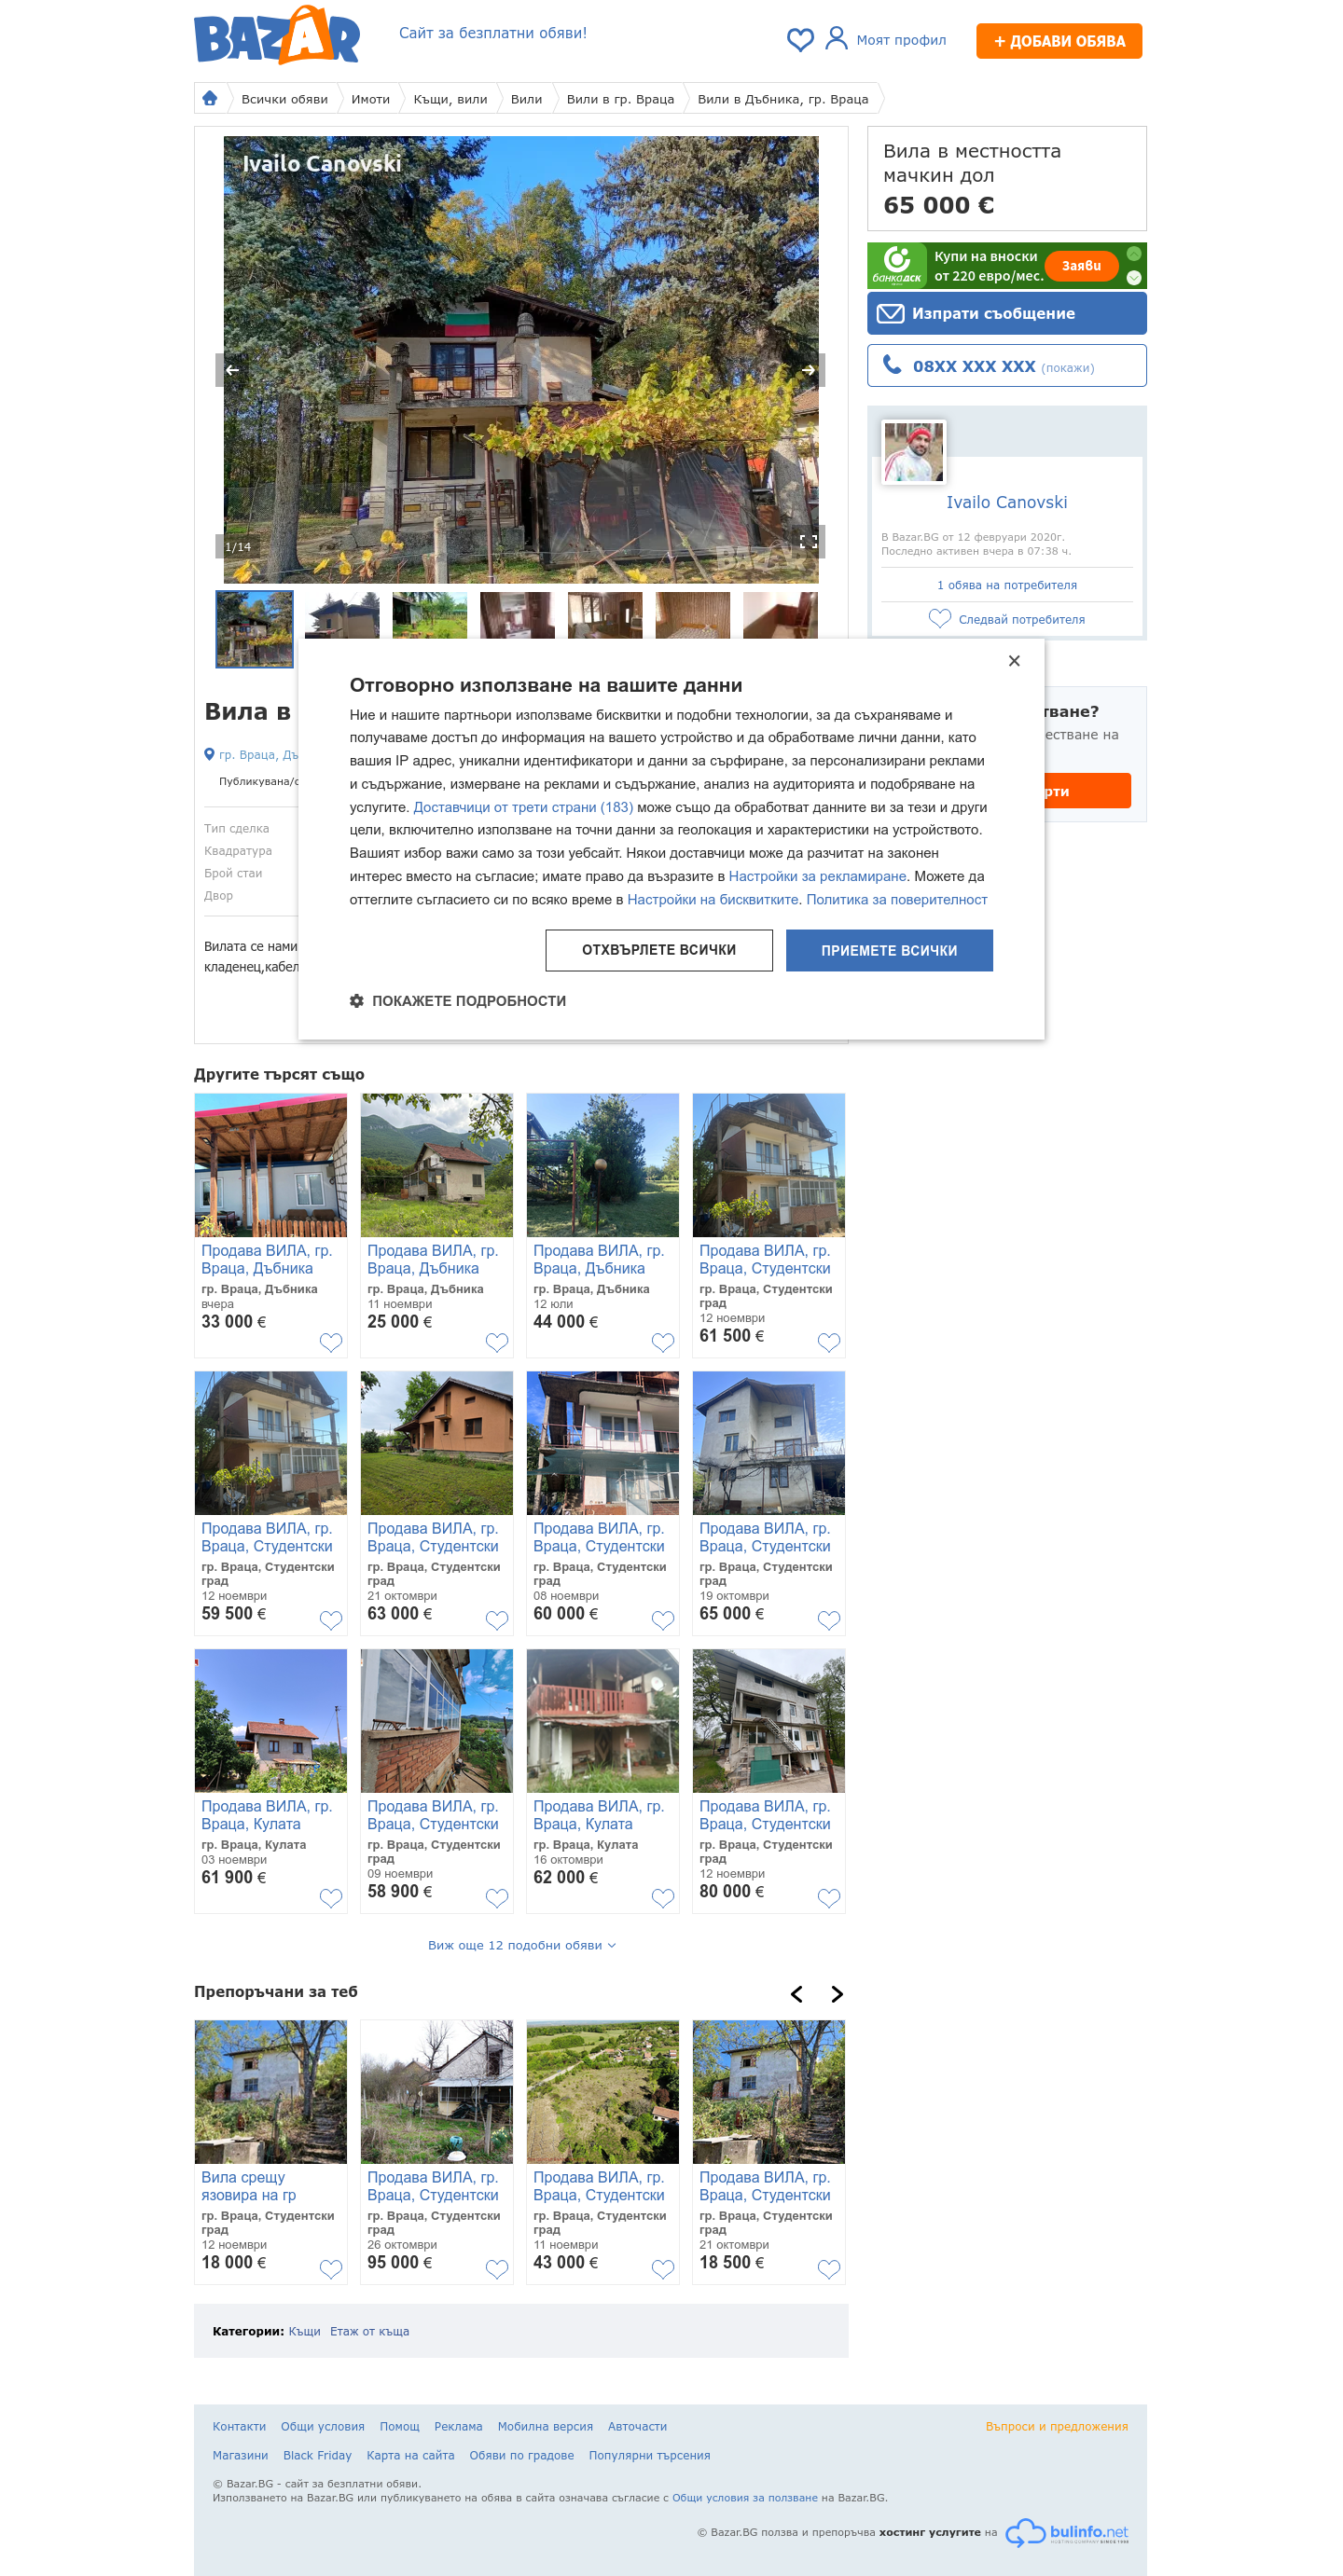 BAZAR
Сайт за безплатни обяви!
Моят профил
+ ДОБАВИ ОБЯВА
Всички обяви
Имоти
Къщи, вили
Вили
Вили в гр. Враца
Вили в Дъбника, гр. Враца
Ivailo Canovski
1/14
Вила в местността
мачкин дол
65 000 €
банкаДСК
Купи на вноски
от 220 евро/мес.
Заяви
Изпрати съобщение
08XX XXX XXX (покажи)
Ivailo Canovski
В Bazar.BG от 12 февруари 2020г.
Последно активен вчера в 07:38 ч.
1 обява на потребителя
Следвай потребителя
Вила в
гр. Враца, Дъ
Публикувана/
Тип сделка
Квадратура
Брой стаи
Двор
Вилата се нами
кладенец,кабел
Отговорно използване на вашите данни
Ние и нашите партньори използваме бисквитки и подобни технологии, за да съхраняваме и
получаваме достъп до информация на вашето устройство и да обработваме лични данни, като
вашия IP адрес, уникални идентификатори и данни за сърфиране, за персонализирани реклами
и съдържание, измерване на реклами и съдържание, анализ на аудиторията и подобряване на
услугите. Доставчици от трети страни (183) може също да обработват данните ви за тези и други
цели, включително използване на точни данни за геолокация и характеристики на устройството.
Вашият избор важи само за този уебсайт. Някои доставчици може да разчитат на законен
интерес вместо на съгласие; имате право да възразите в Настройки за рекламиране. Можете да
оттеглите съгласието си по всяко време в Настройки на бисквитките. Политика за поверителност
ОТХВЪРЛЕТЕ ВСИЧКИ
ПРИЕМЕТЕ ВСИЧКИ
ПОКАЖЕТЕ ПОДРОБНОСТИ
тване?
естване на
рти
Другите търсят също
Продава ВИЛА, гр.
Враца, Дъбника
гр. Враца, Дъбника
вчера
33 000 €
Продава ВИЛА, гр.
Враца, Дъбника
гр. Враца, Дъбника
11 ноември
25 000 €
Продава ВИЛА, гр.
Враца, Дъбника
гр. Враца, Дъбника
12 юли
44 000 €
Продава ВИЛА, гр.
Враца, Студентски
гр. Враца, Студентски
град
12 ноември
61 500 €
Продава ВИЛА, гр.
Враца, Студентски
гр. Враца, Студентски
град
12 ноември
59 500 €
Продава ВИЛА, гр.
Враца, Студентски
гр. Враца, Студентски
град
21 октомври
63 000 €
Продава ВИЛА, гр.
Враца, Студентски
гр. Враца, Студентски
град
08 ноември
60 000 €
Продава ВИЛА, гр.
Враца, Студентски
гр. Враца, Студентски
град
19 октомври
65 000 €
Продава ВИЛА, гр.
Враца, Кулата
гр. Враца, Кулата
03 ноември
61 900 €
Продава ВИЛА, гр.
Враца, Студентски
гр. Враца, Студентски
град
09 ноември
58 900 €
Продава ВИЛА, гр.
Враца, Кулата
гр. Враца, Кулата
16 октомври
62 000 €
Продава ВИЛА, гр.
Враца, Студентски
гр. Враца, Студентски
град
12 ноември
80 000 €
Виж още 12 подобни обяви
Препоръчани за теб
Вила срещу
язовира на гр
гр. Враца, Студентски
град
12 ноември
18 000 €
Продава ВИЛА, гр.
Враца, Студентски
гр. Враца, Студентски
град
26 октомври
95 000 €
Продава ВИЛА, гр.
Враца, Студентски
гр. Враца, Студентски
град
11 ноември
43 000 €
Продава ВИЛА, гр.
Враца, Студентски
гр. Враца, Студентски
град
21 октомври
18 500 €
Категории: Къщи Етаж от къща
Контакти Общи условия Помощ Реклама Мобилна версия Авточасти
Въпроси и предложения
Магазини Black Friday Карта на сайта Обяви по градове Популярни търсения
© Bazar.BG - сайт за безплатни обяви.
Използването на Bazar.BG или публикуването на обява в сайта означава съгласие с Общи условия за ползване на Bazar.BG.
© Bazar.BG ползва и препоръчва хостинг услугите на
bulinfo.net